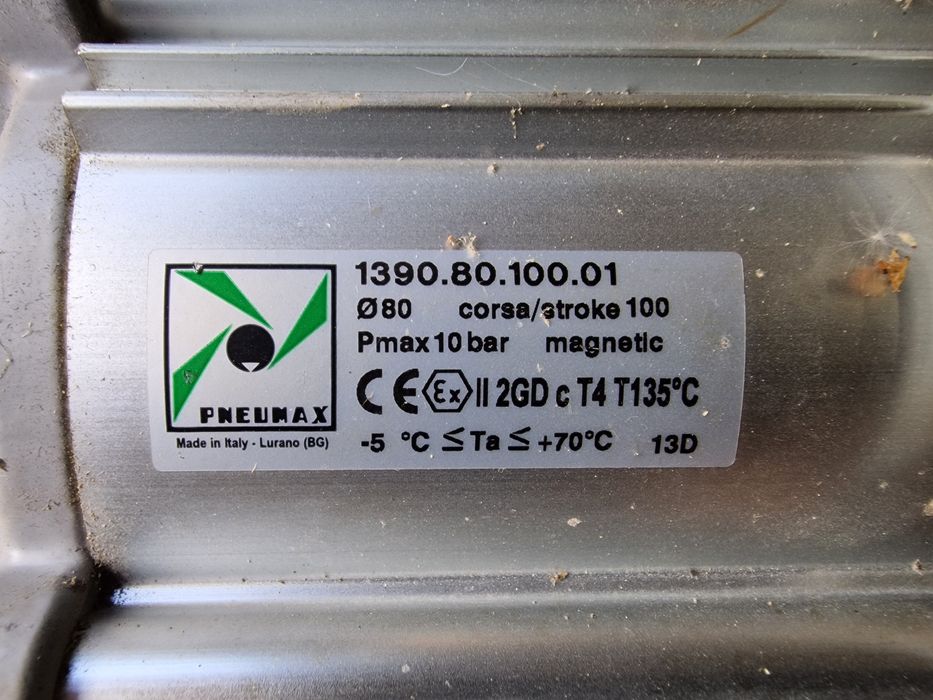 1390.80.100.01
Ø80 corsa/stroke 100
Pmax 10 bar magnetic
CE Ex II 2GD c T4 T135°C
-5 °C ≤ Ta ≤ +70°C 13D
PNEUMAX
Made in Italy - Lurano (BG)